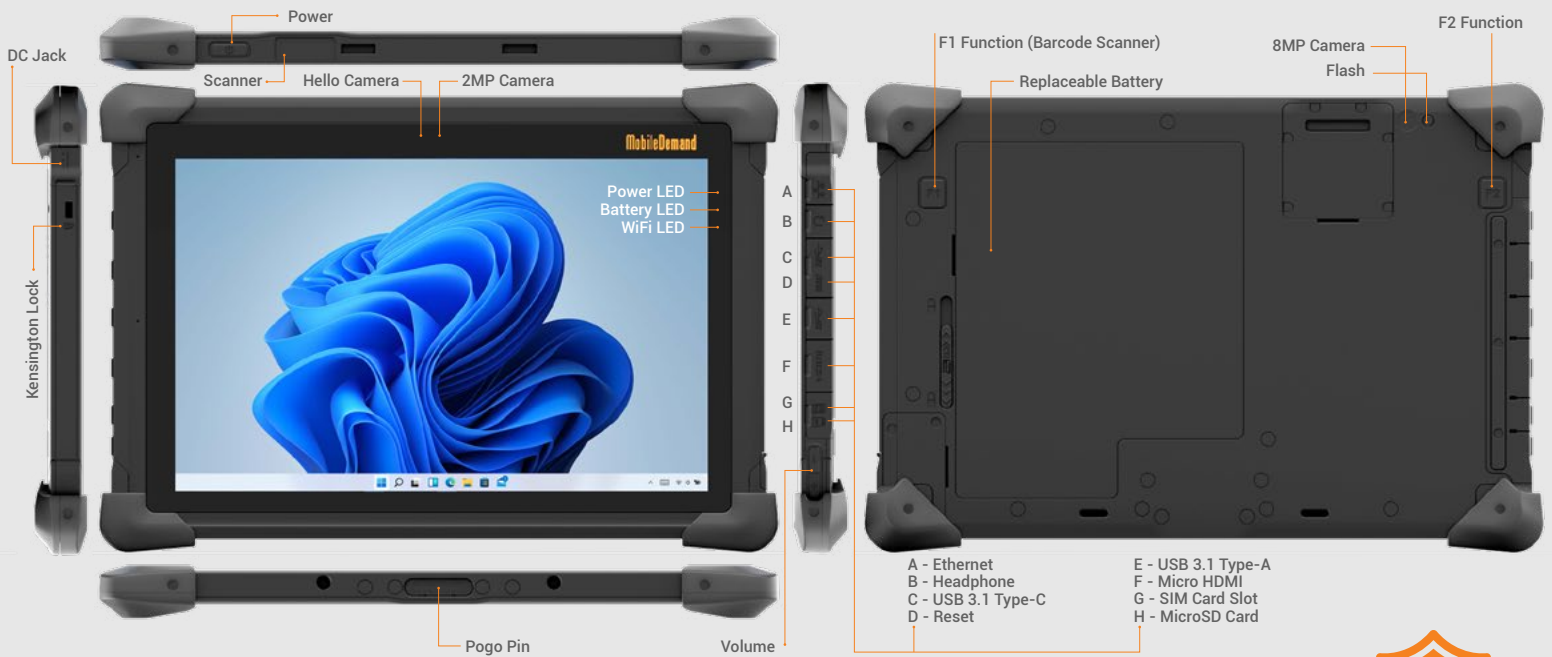 Power
F2 Function
F1 Function (Barcode Scanner)
8MP Camera
DC Jack
Flash
Scanner
Hello Camera
2MP Camera
Replaceable Battery
MobileDemand
Power LED
Battery LED
WiFi LED
A
B
C
D
E
F
G
H
F1
F2
Kensington Lock
A - Ethernet
B - Headphone
C - USB 3.1 Type-C
D - Reset
E - USB 3.1 Type-A
F - Micro HDMI
G - SIM Card Slot
H - MicroSD Card
Pogo Pin
Volume